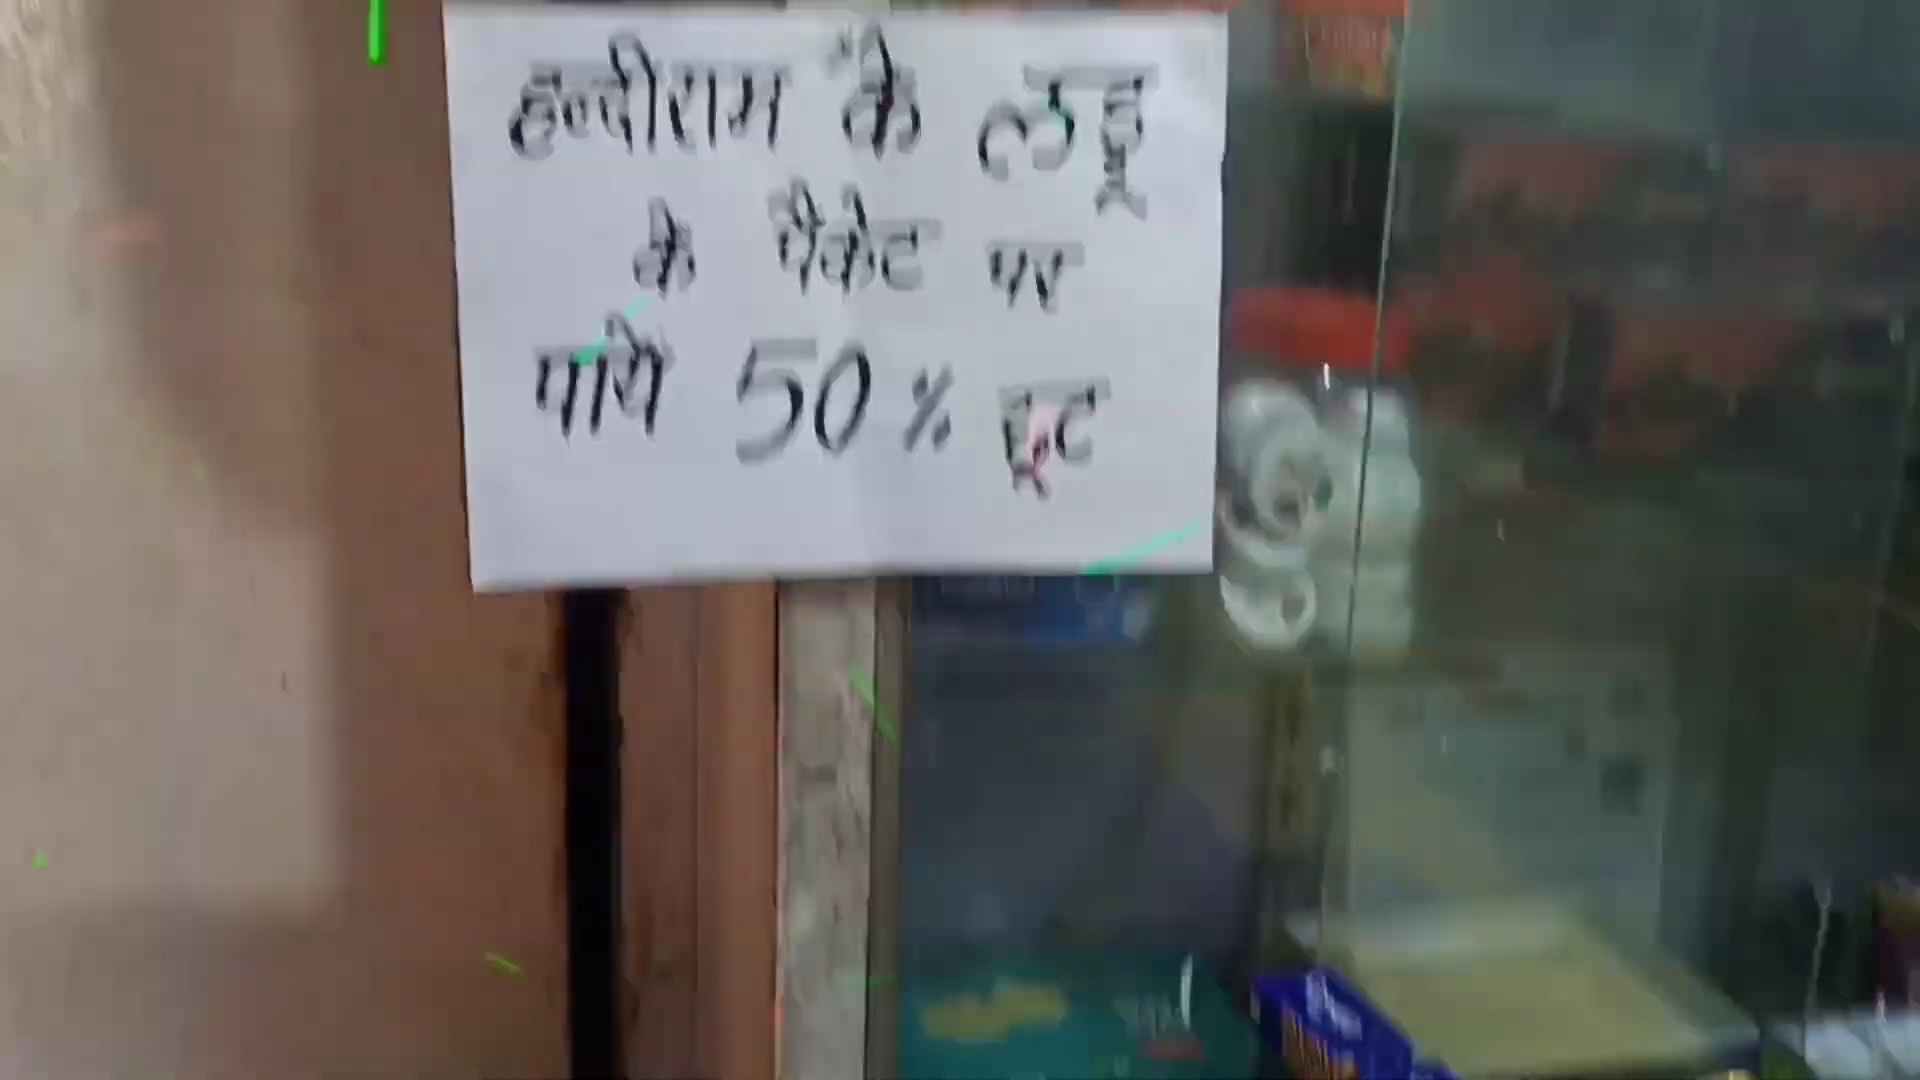 हल्दीराम के लड्डू
के पैकेट पर
पाये 50% छूट